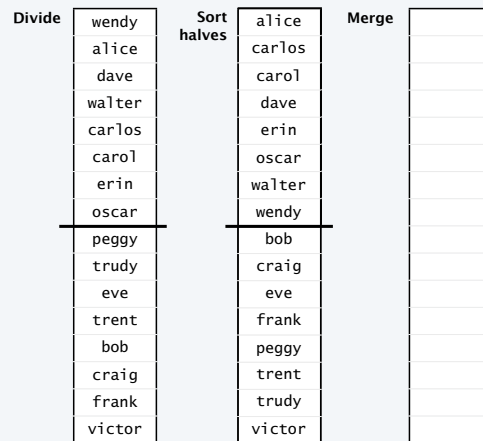 Divide
wendy
alice
dave
walter
carlos
carol
erin
oscar
peggy
trudy
eve
trent
bob
craig
frank
victor
Sort
halves
alice
carlos
carol
dave
erin
oscar
walter
wendy
bob
craig
eve
frank
peggy
trent
trudy
victor
Merge